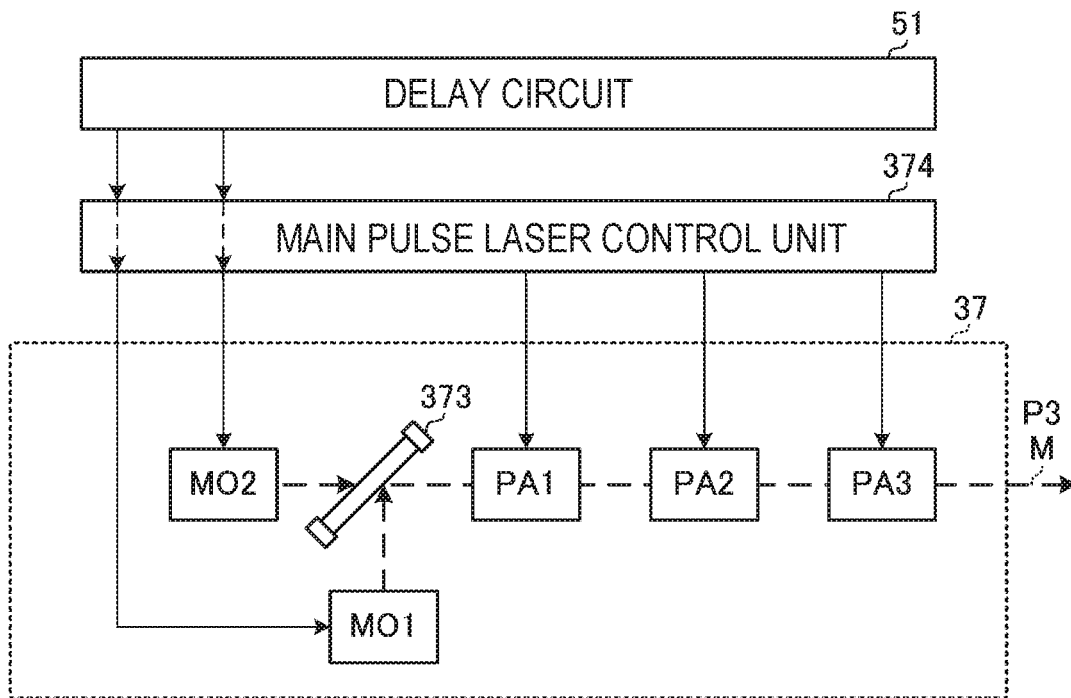 51
DELAY CIRCUIT
374
MAIN PULSE LASER CONTROL UNIT
37
373
P3
M
MO2
PA1
PA2
PA3
MO1